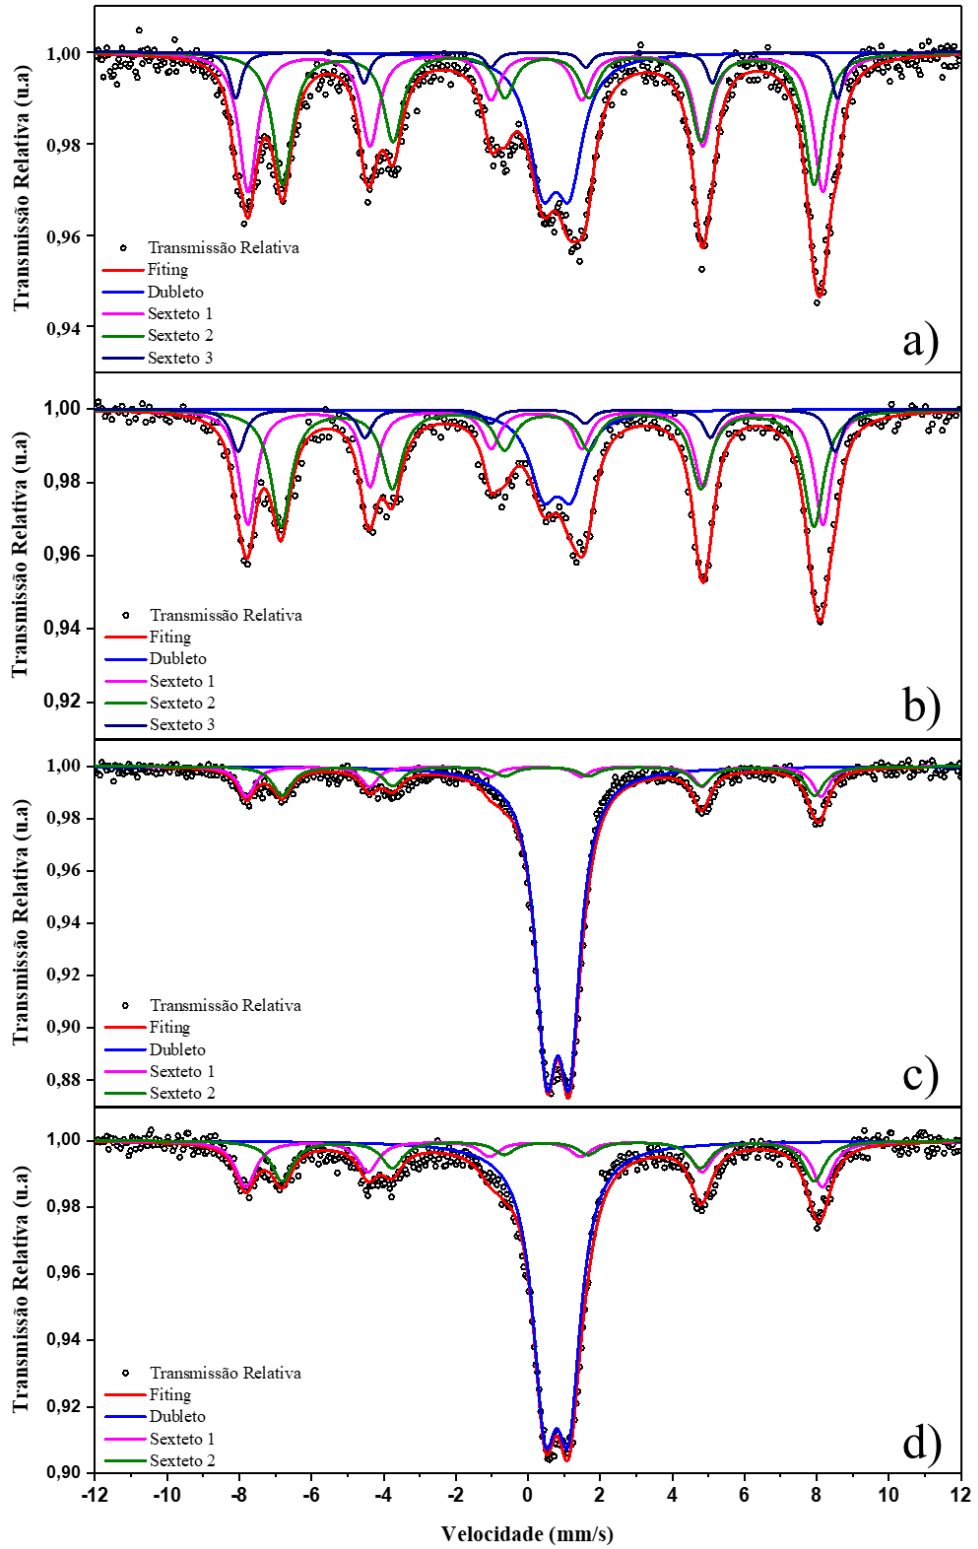 Transmissão Relativa (u.a)
1,00
0,98
0,96
0,94
Transmissão Relativa
Fiting
Dubleto
Sexteto 1
Sexteto 2
Sexteto 3
a)
Transmissão Relativa (u.a)
1,00
0,98
0,96
0,94
0,92
Transmissão Relativa
Fiting
Dubleto
Sexteto 1
Sexteto 2
Sexteto 3
b)
Transmissão Relativa (u.a)
1,00
0,98
0,96
0,94
0,92
0,90
0,88
Transmissão Relativa
Fiting
Dubleto
Sexteto 1
Sexteto 2
c)
Transmissão Relativa (u.a)
1,00
0,98
0,96
0,94
0,92
0,90
Transmissão Relativa
Fiting
Dubleto
Sexteto 1
Sexteto 2
d)
-12 -10 -8 -6 -4 -2 0 2 4 6 8 10 12
Velocidade (mm/s)